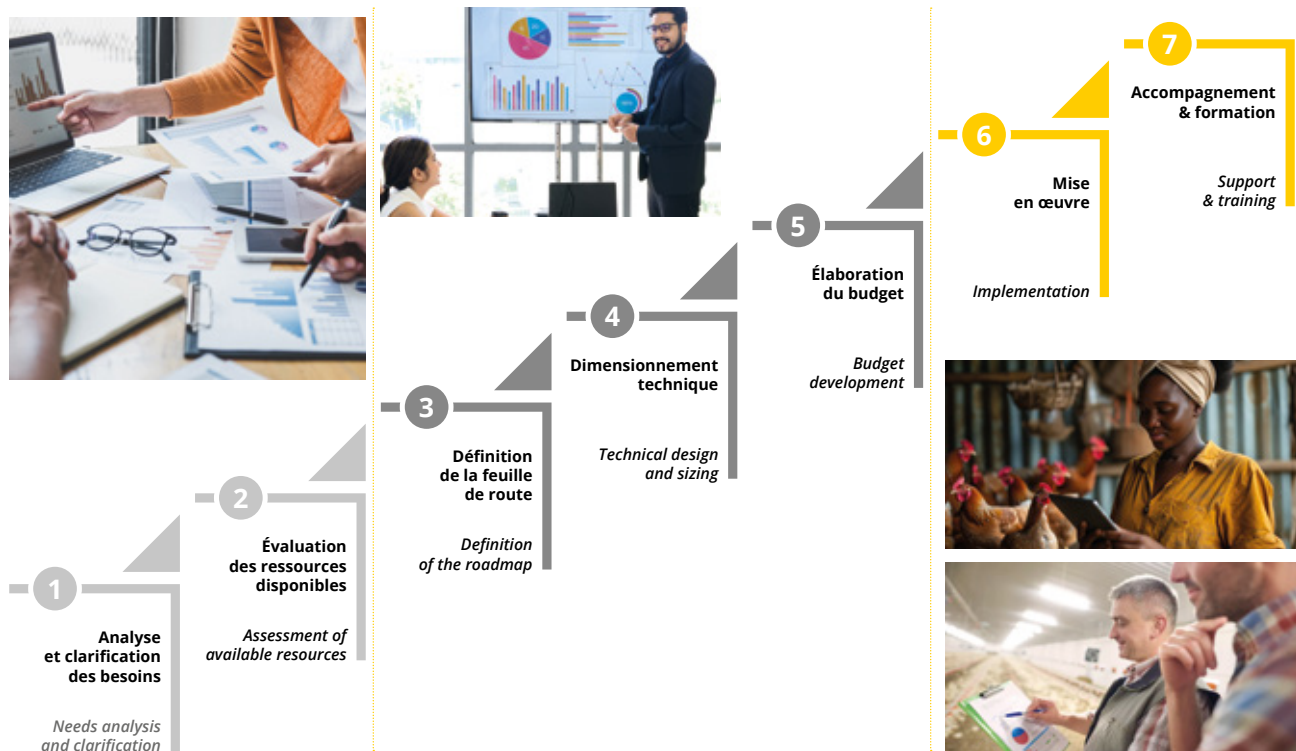 1
Analyse
et clarification
des besoins
Needs analysis
and clarification
2
Évaluation
des ressources
disponibles
Assessment of
available resources
3
Définition
de la feuille
de route
Definition
of the roadmap
4
Dimensionnement
technique
Technical design
and sizing
5
Élaboration
du budget
Budget
development
6
Mise
en œuvre
Implementation
7
Accompagnement
& formation
Support
& training